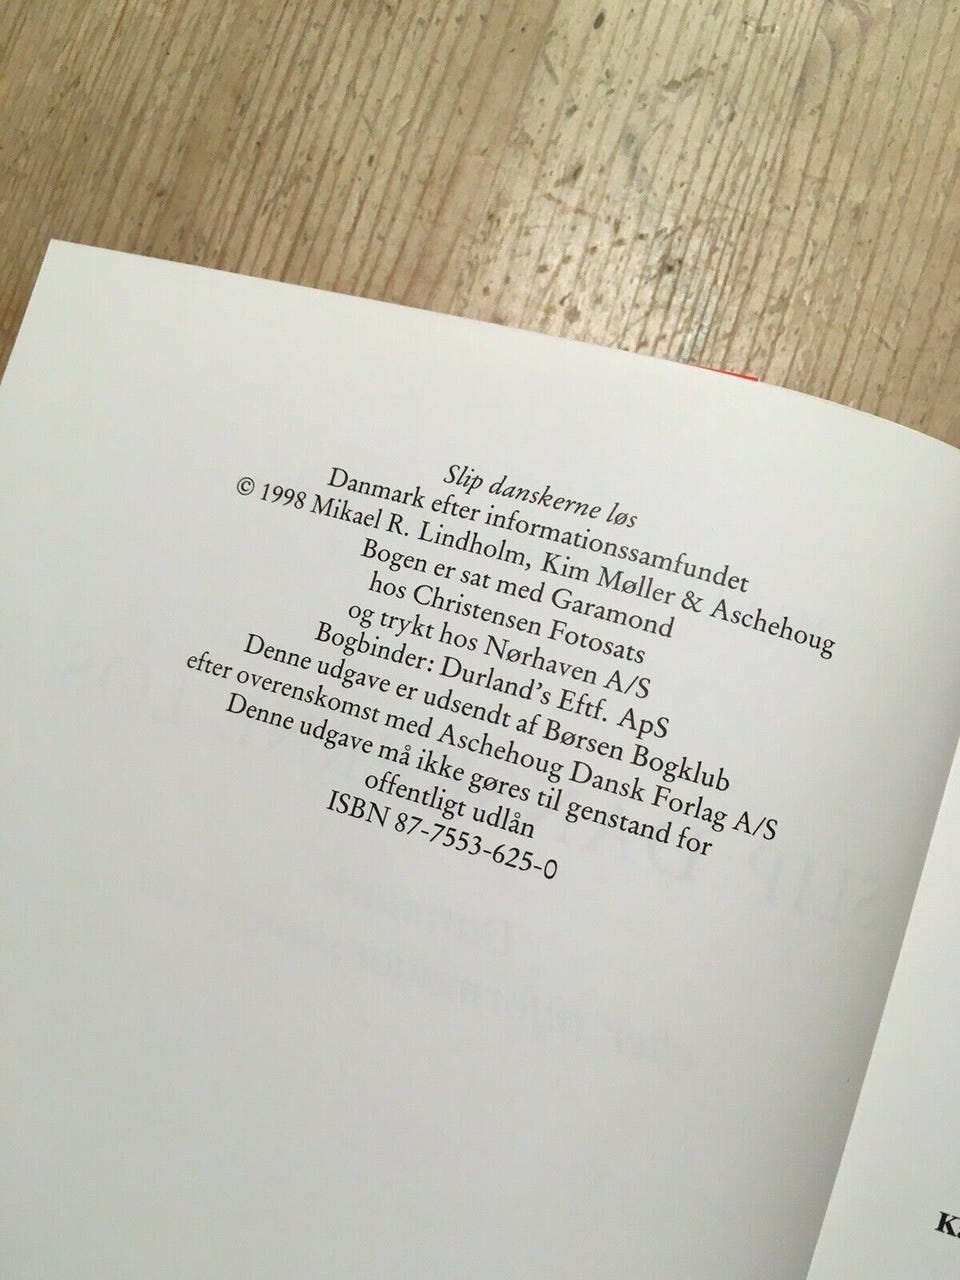 Slip danskerne løs
Danmark efter informationssamfundet
© 1998 Mikael R. Lindholm, Kim Møller & Aschehoug
Bogen er sat med Garamond
hos Christensen Fotosats
og trykt hos Nørhaven A/S
Bogbinder: Durland's Eftf. ApS
Denne udgave er udsendt af Børsen Bogklub
efter overenskomst med Aschehoug Dansk Forlag A/S
Denne udgave må ikke gøres til genstand for
offentligt udlån
ISBN 87-7553-625-0